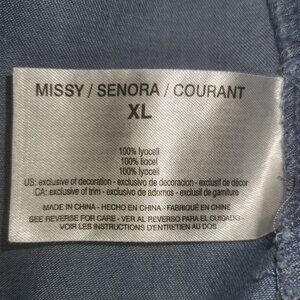 MISSY / SENORA / COURANT
XL
100% lyocell
100% liocel
100% lyocell
US: exclusive of decoration - exclusivo de decoracion - exclusif de décor
CA: exclusive of trim - exclusivo de adornos - exclusif de garniture
MADE IN CHINA - HECHO EN CHINA - FABRIQUÉ EN CHINE
SEE REVERSE FOR CARE - VER AL REVERSO PARA EL CUIDADO -
VOIR LES INSTRUCTIONS D'ENTRETIEN AU DOS